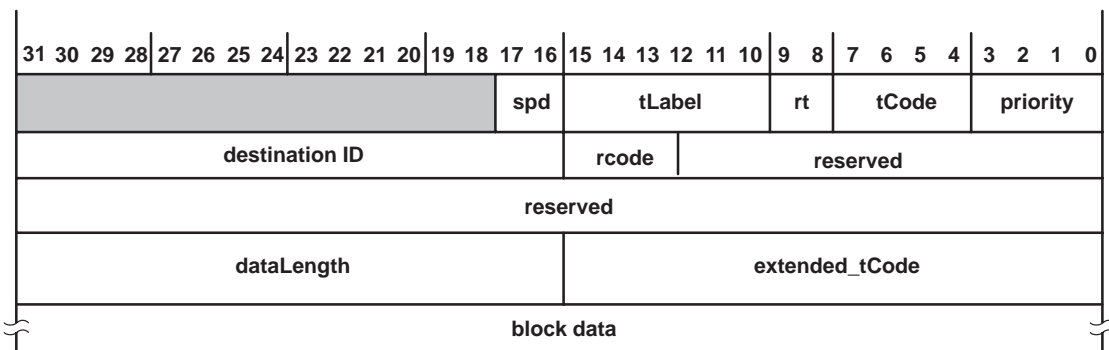 31 30 29 28 27 26 25 24 23 22 21 20 19 18 17 16 15 14 13 12 11 10 9 8 7 6 5 4 3 2 1 0
spd tLabel rt tCode priority
destination ID rcode reserved
reserved
dataLength extended_tCode
block data